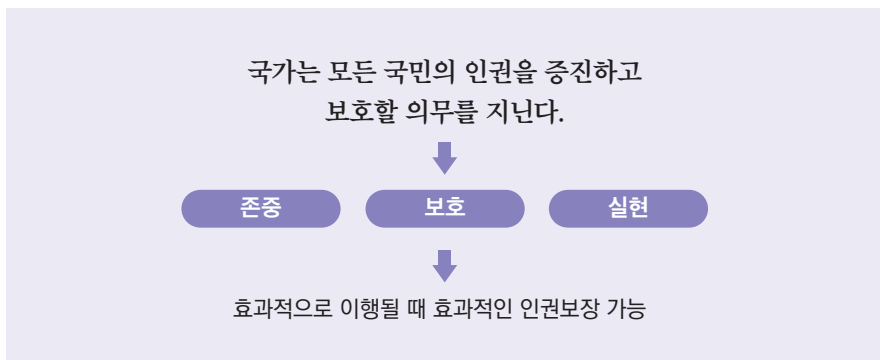 국가는 모든 국민의 인권을 증진하고
보호할 의무를 지닌다.
존중 보호 실현
효과적으로 이행될 때 효과적인 인권보장 가능